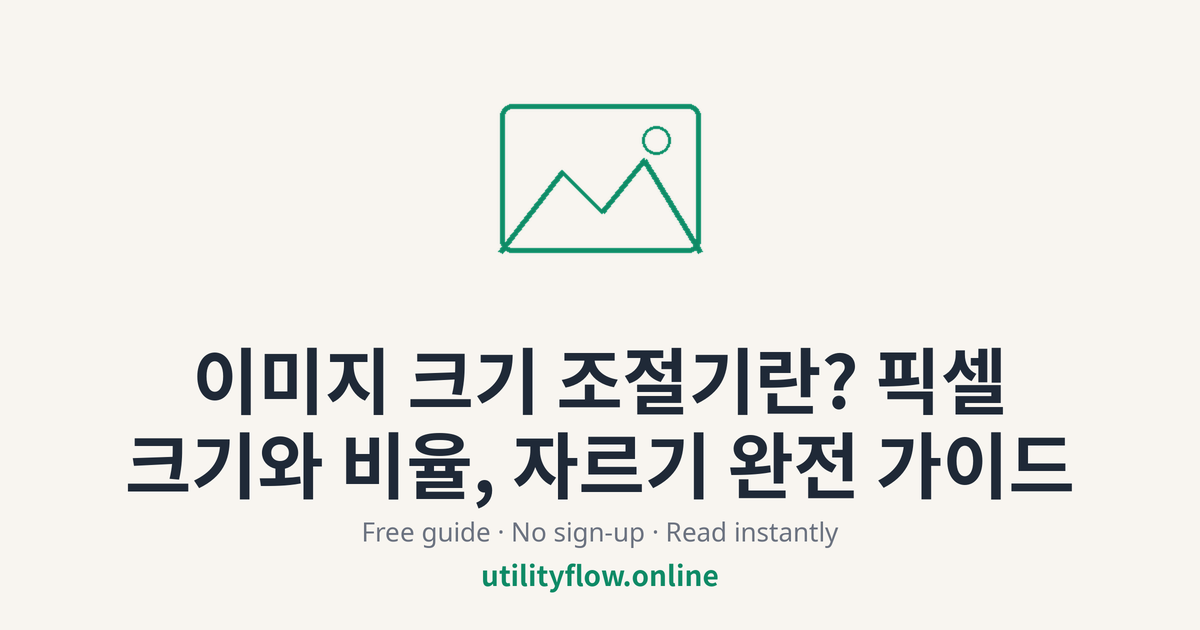 이미지 크기 조절기란? 픽셀
크기와 비율, 자르기 완전 가이드
Free guide · No sign-up · Read instantly
utilityflow.online